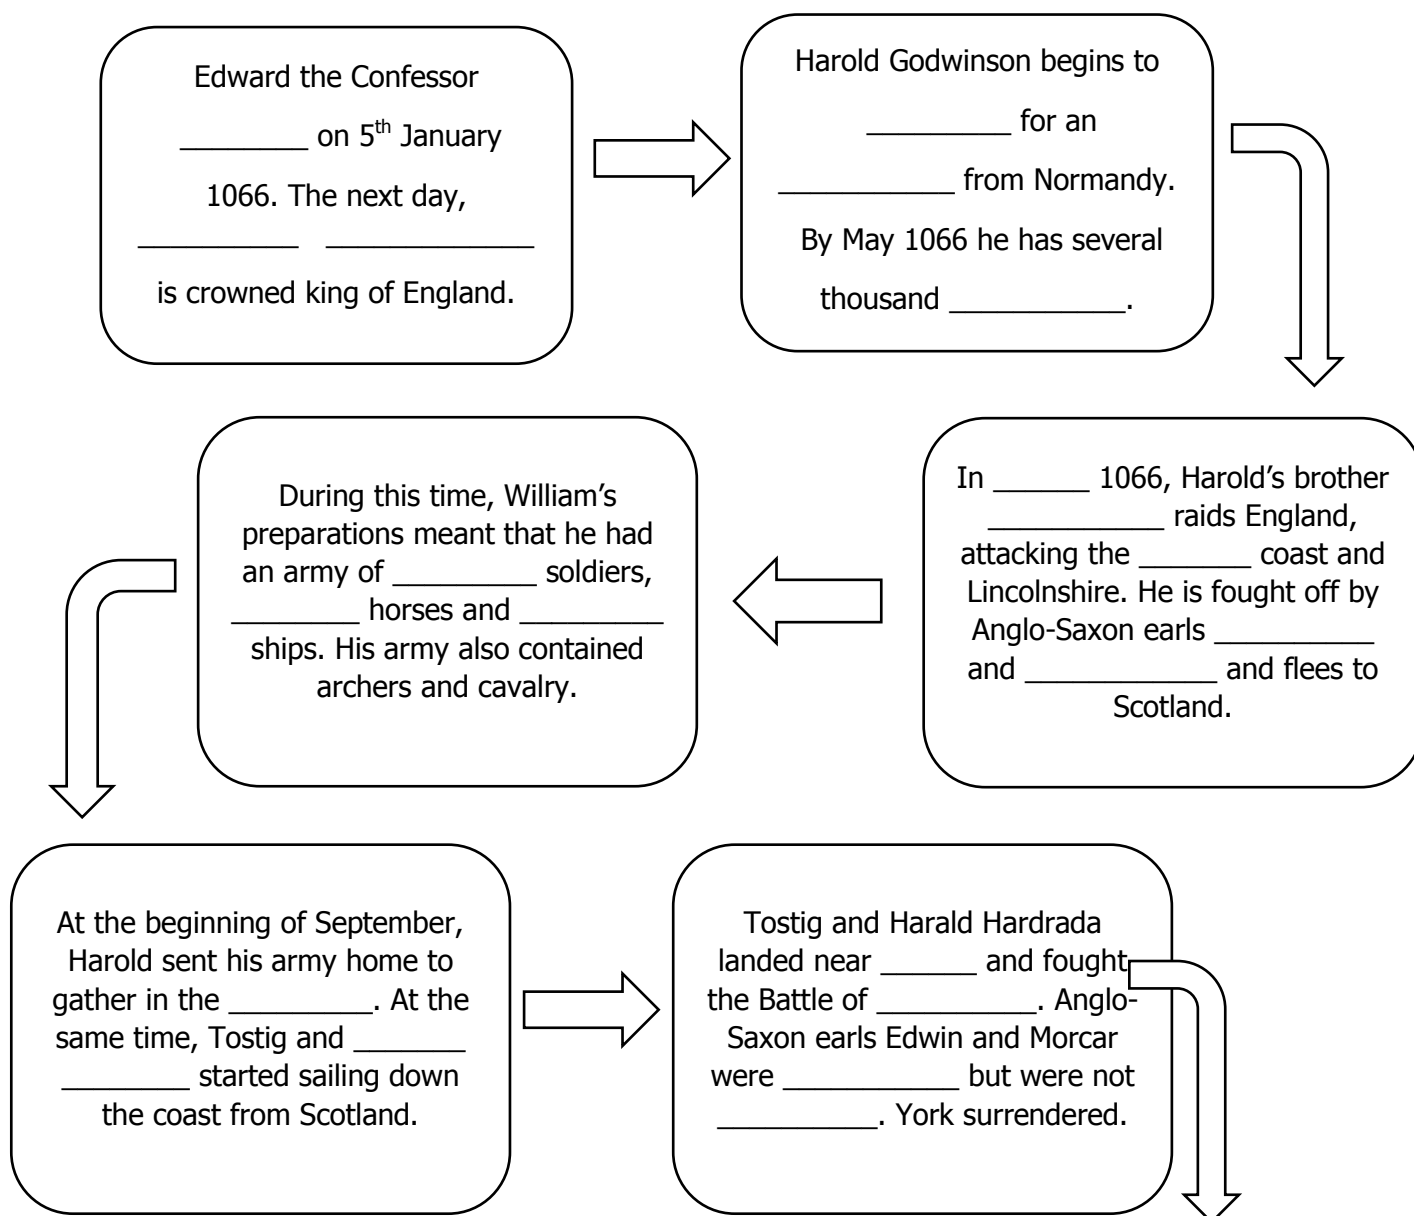 Edward the Confessor
________ on 5th January
1066. The next day,
__________ _____________
is crowned king of England.
Harold Godwinson begins to
_________ for an
___________ from Normandy.
By May 1066 he has several
thousand ___________.
In ______ 1066, Harold’s brother
___________ raids England,
attacking the _______ coast and
Lincolnshire. He is fought off by
Anglo-Saxon earls __________
and ____________ and flees to
Scotland.
During this time, William’s
preparations meant that he had
an army of _________ soldiers,
________ horses and _________
ships. His army also contained
archers and cavalry.
At the beginning of September,
Harold sent his army home to
gather in the _________. At the
same time, Tostig and _______
________ started sailing down
the coast from Scotland.
Tostig and Harald Hardrada
landed near ______ and fought
the Battle of __________. Anglo-
Saxon earls Edwin and Morcar
were ___________ but were not
__________. York surrendered.